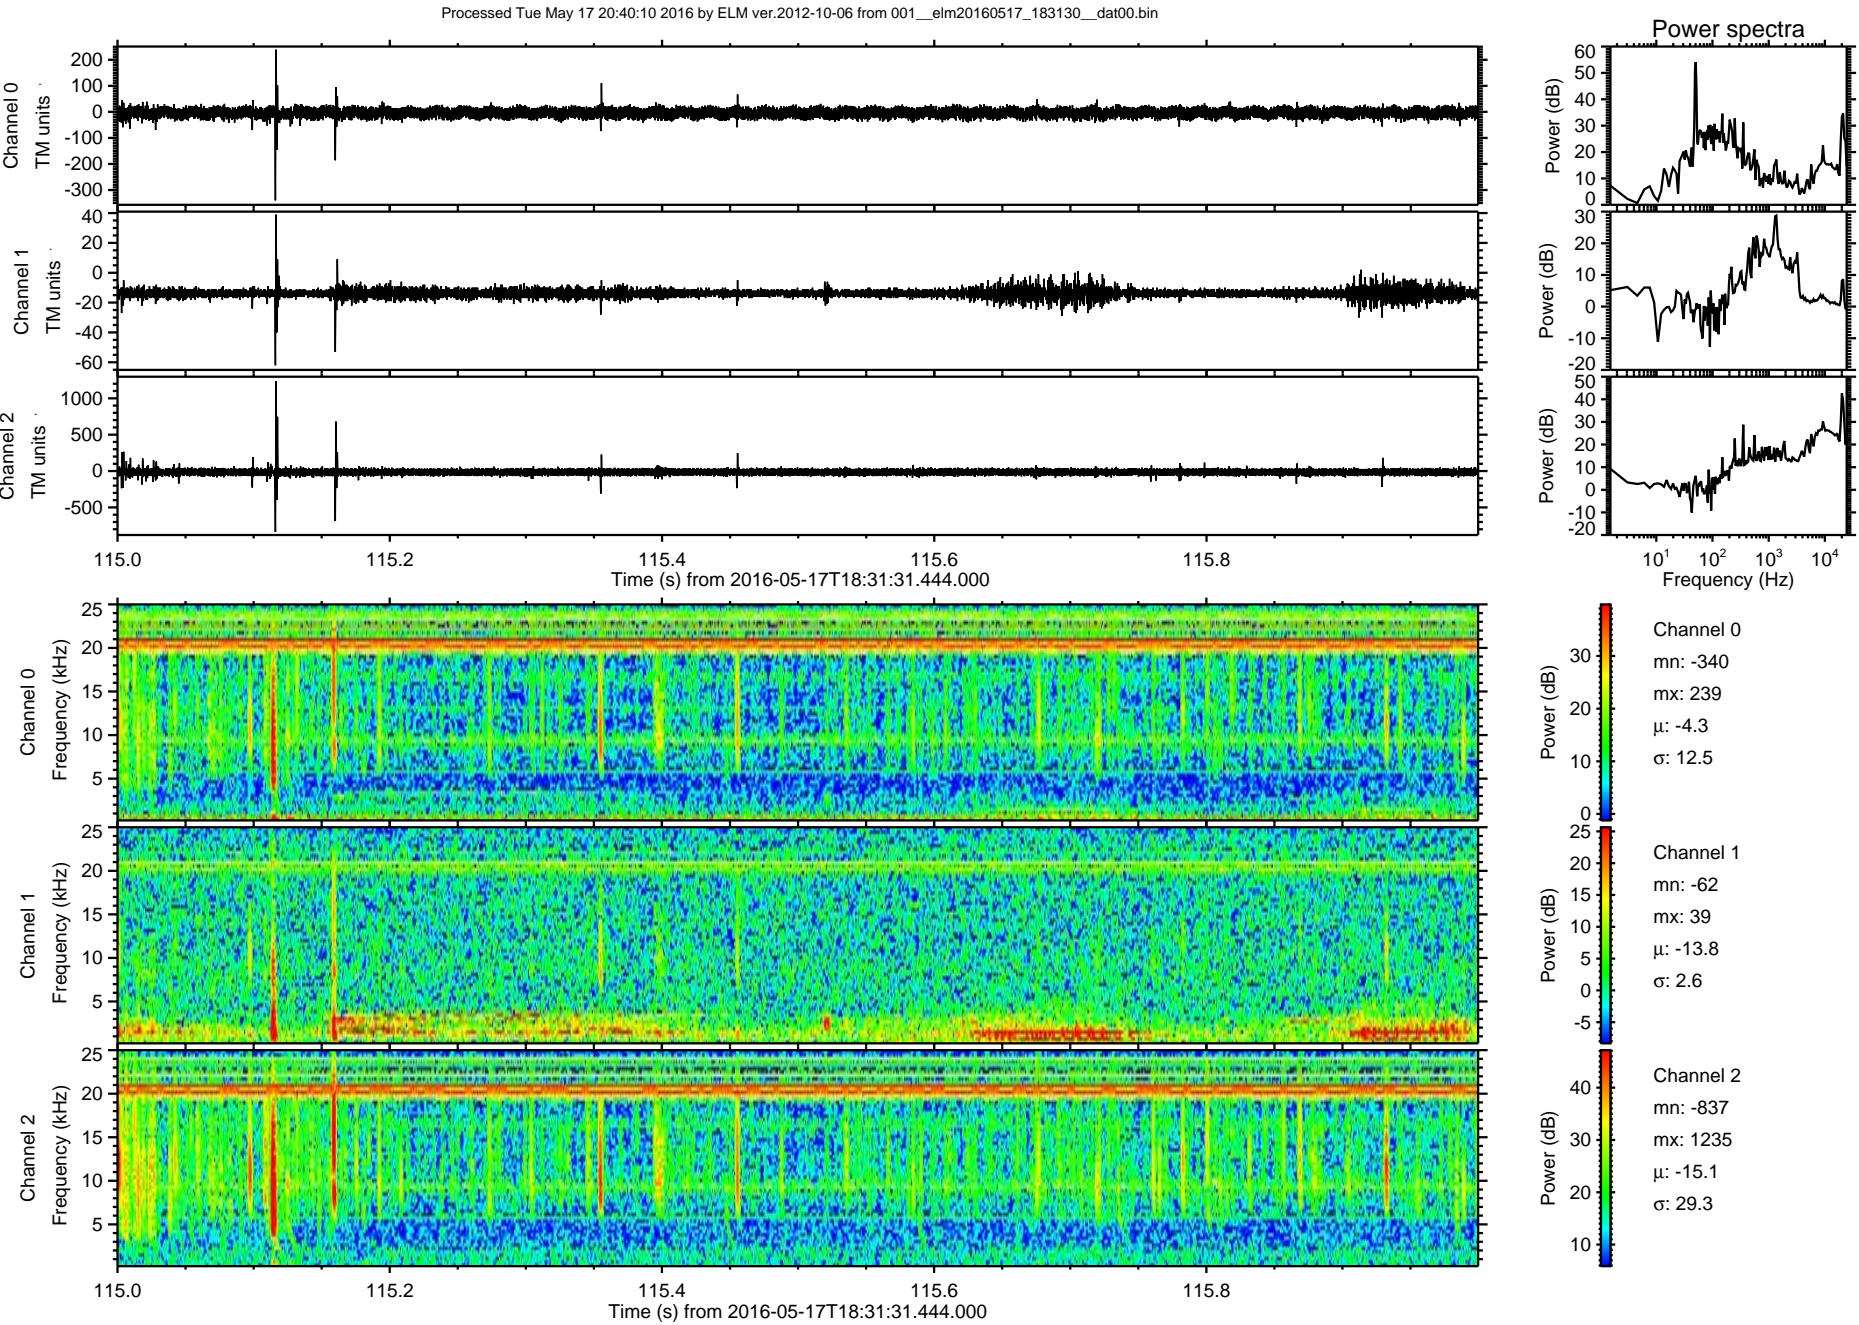 Processed Tue May 17 20:40:10 2016 by ELM ver.2012-10-06 from 001__elm20160517_183130__dat00.bin
Power spectra
Channel 0
TM units
200
100
0
-100
-200
-300
Power (dB)
60
50
40
30
20
10
0
Channel 1
TM units
40
20
0
-20
-40
-60
Power (dB)
30
20
10
0
-10
-20
Channel 2
TM units
1000
500
0
-500
Power (dB)
50
40
30
20
10
0
-10
-20
115.0 115.2 115.4 115.6 115.8
Time (s) from 2016-05-17T18:31:31.444.000
10¹ 10² 10³ 10⁴
Frequency (Hz)
Channel 0
Frequency (kHz)
25
20
15
10
5
Power (dB)
30
20
10
0
Channel 0
mn: -340
mx: 239
μ: -4.3
σ: 12.5
Channel 1
Frequency (kHz)
25
20
15
10
5
Power (dB)
25
20
15
10
5
0
-5
Channel 1
mn: -62
mx: 39
μ: -13.8
σ: 2.6
Channel 2
Frequency (kHz)
25
20
15
10
5
Power (dB)
40
30
20
10
Channel 2
mn: -837
mx: 1235
μ: -15.1
σ: 29.3
115.0 115.2 115.4 115.6 115.8
Time (s) from 2016-05-17T18:31:31.444.000